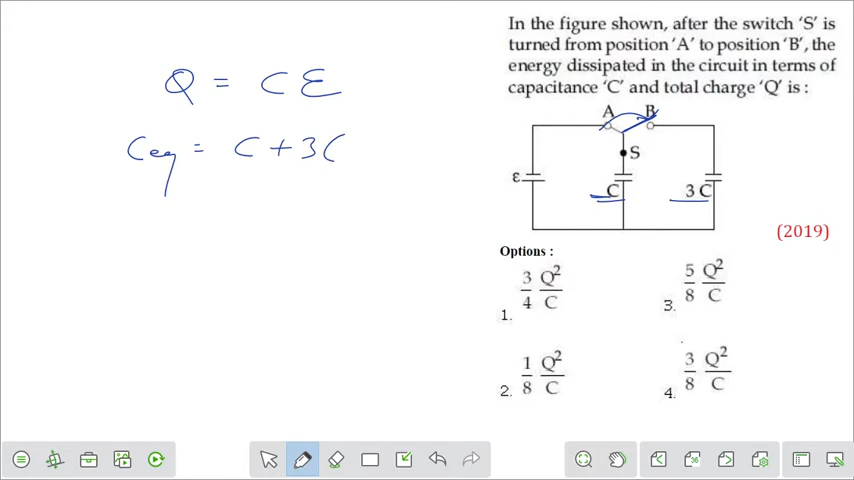 Q = C ε
Ceq = C + 3C
In the figure shown, after the switch ‘S’ is
turned from position ‘A’ to position ‘B’, the
energy dissipated in the circuit in terms of
capacitance ‘C’ and total charge ‘Q’ is :
A B
S
ε C 3 C
(2019)
Options :
1. 3/4 Q²/C
2. 1/8 Q²/C
3. 5/8 Q²/C
4. 3/8 Q²/C
36